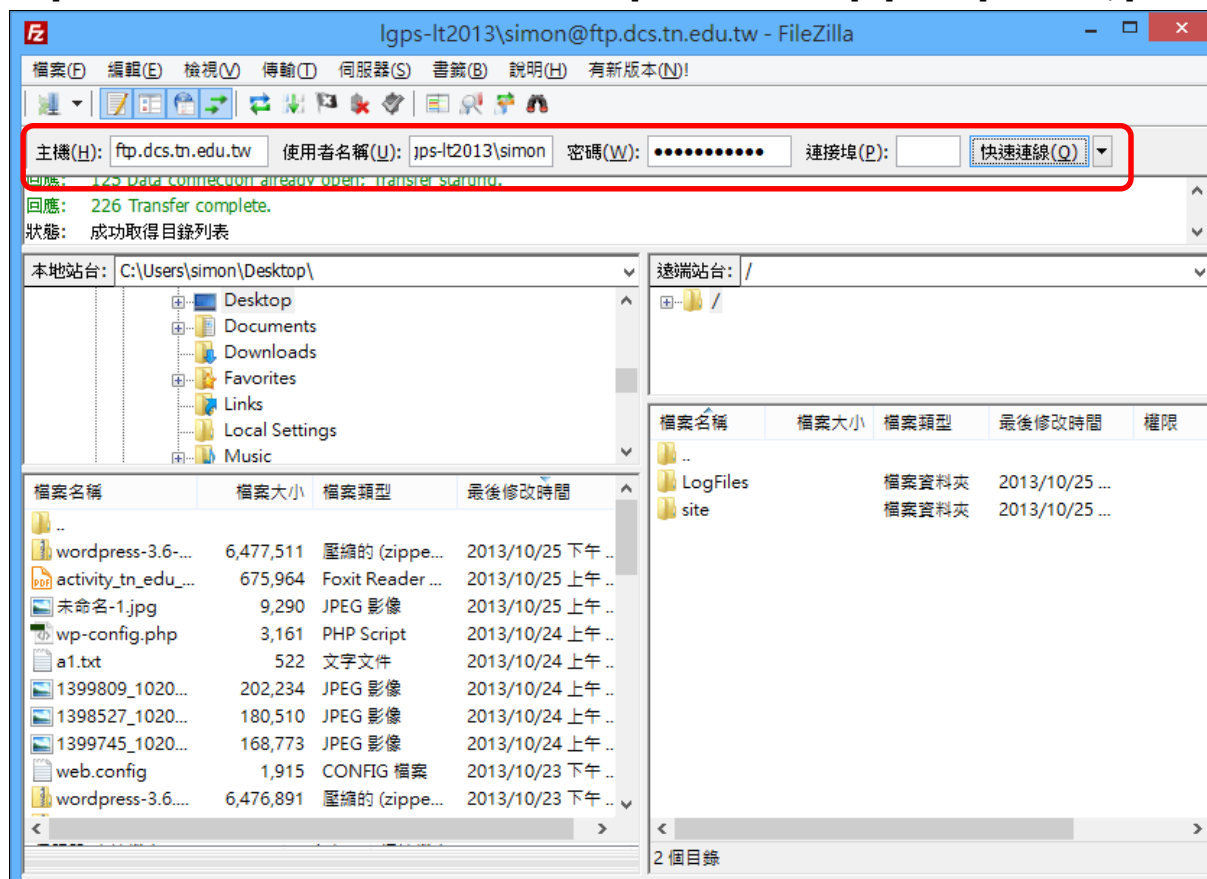 lgps-lt2013\simon@ftp.dcs.tn.edu.tw - FileZilla
檔案(F) 編輯(E) 檢視(V) 傳輸(T) 伺服器(S) 書籤(B) 說明(H) 有新版本(N)!
主機(H): ftp.dcs.tn.edu.tw 使用者名稱(U): ps-lt2013\simon 密碼(W): ●●●●●●●●●●● 連接埠(P): 快速連線(Q)
回應: 125 Data connection already open; Transfer starting.
回應: 226 Transfer complete.
狀態: 成功取得目錄列表
本地站台: C:\Users\simon\Desktop\
Desktop
Documents
Downloads
Favorites
Links
Local Settings
Music
檔案名稱 檔案大小 檔案類型 最後修改時間
..
wordpress-3.6-... 6,477,511 壓縮的 (zippe... 2013/10/25 下午 ..
activity_tn_edu_... 675,964 Foxit Reader ... 2013/10/25 上午 ..
未命名-1.jpg 9,290 JPEG 影像 2013/10/25 上午 ..
wp-config.php 3,161 PHP Script 2013/10/24 上午 ..
a1.txt 522 文字文件 2013/10/24 上午 ..
1399809_1020... 202,234 JPEG 影像 2013/10/24 上午 ..
1398527_1020... 180,510 JPEG 影像 2013/10/24 上午 ..
1399745_1020... 168,773 JPEG 影像 2013/10/24 上午 ..
web.config 1,915 CONFIG 檔案 2013/10/23 下午 ..
wordpress-3.6.... 6,476,891 壓縮的 (zippe... 2013/10/23 下午 ..
遠端站台: /
/
檔案名稱 檔案大小 檔案類型 最後修改時間 權限
..
LogFiles 檔案資料夾 2013/10/25 ...
site 檔案資料夾 2013/10/25 ...
2 個目錄